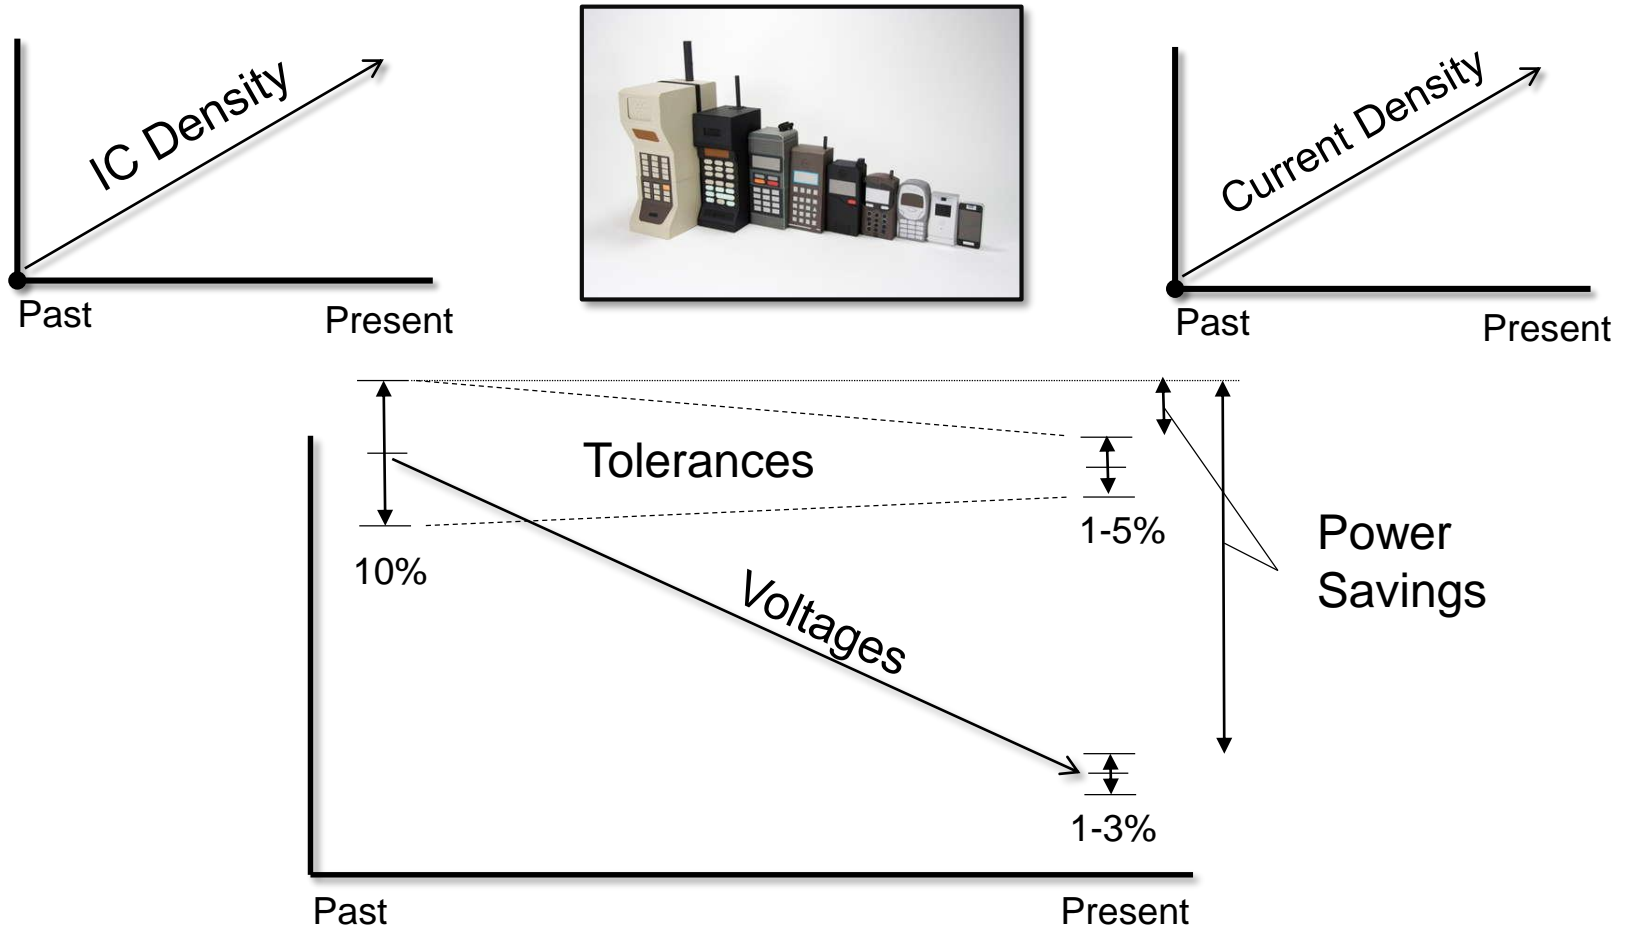 IC Density
Past
Present
Current Density
Past
Present
Tolerances
10%
1-5%
Voltages
Power
Savings
1-3%
Past
Present